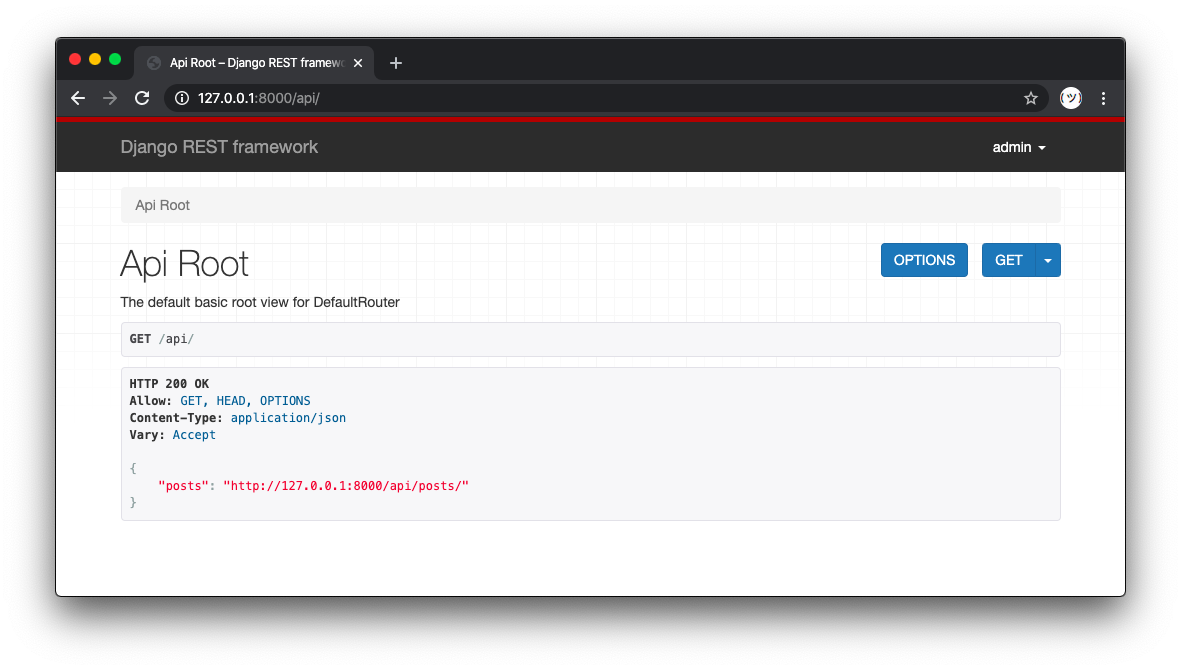 Api Root – Django REST framewo
127.0.0.1:8000/api/
(ツ)
Django REST framework
admin
Api Root
Api Root
OPTIONS
GET
The default basic root view for DefaultRouter
GET /api/
HTTP 200 OK
Allow: GET, HEAD, OPTIONS
Content-Type: application/json
Vary: Accept
{
"posts": "http://127.0.0.1:8000/api/posts/"
}